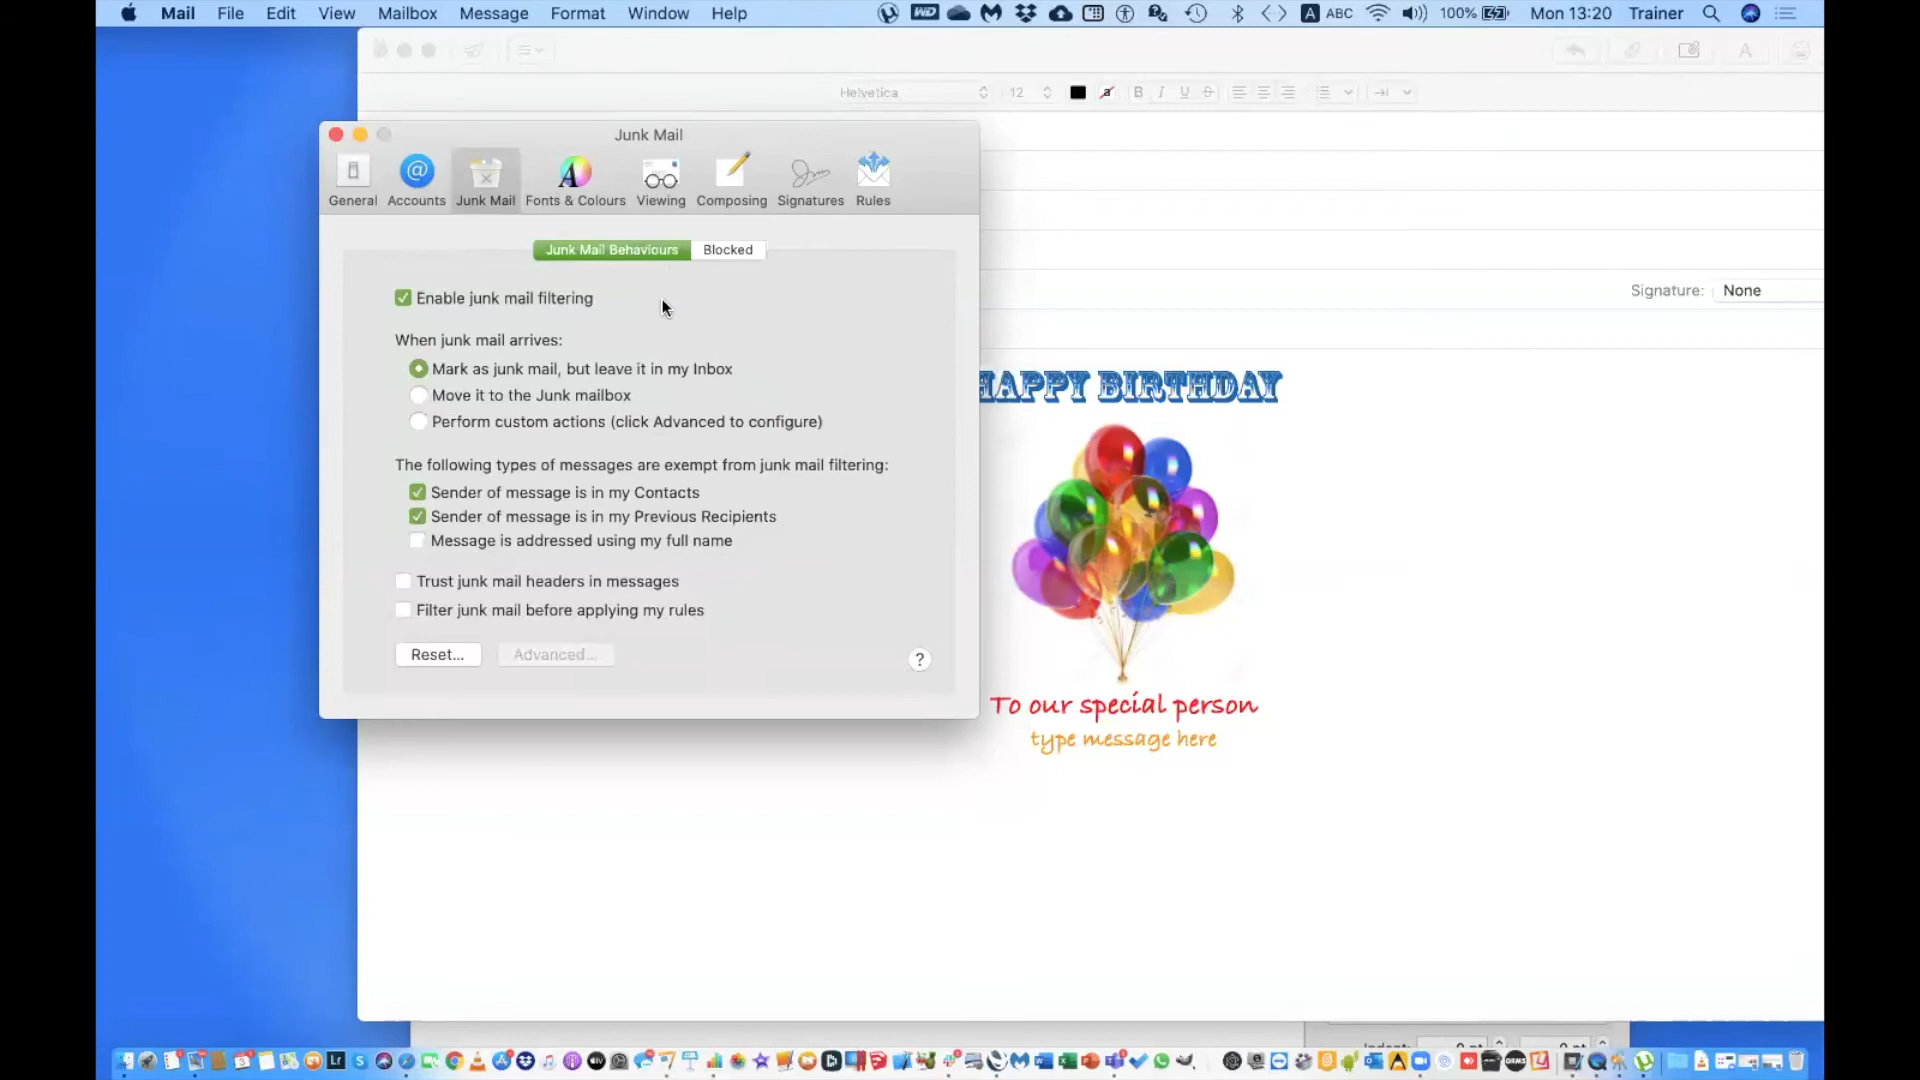 Mail File Edit View Mailbox Message Format Window Help WD A ABC 100% Mon 13:20 Trainer
Helvetica 12 a B I U S
Junk Mail
General Accounts Junk Mail Fonts & Colours Viewing Composing Signatures Rules
Junk Mail Behaviours Blocked
Enable junk mail filtering
Signature: None
When junk mail arrives:
Mark as junk mail, but leave it in my Inbox
Move it to the Junk mailbox
Perform custom actions (click Advanced to configure)
The following types of messages are exempt from junk mail filtering:
Sender of message is in my Contacts
Sender of message is in my Previous Recipients
Message is addressed using my full name
Trust junk mail headers in messages
Filter junk mail before applying my rules
Reset... Advanced... ?
HAPPY BIRTHDAY
To our special person
type message here